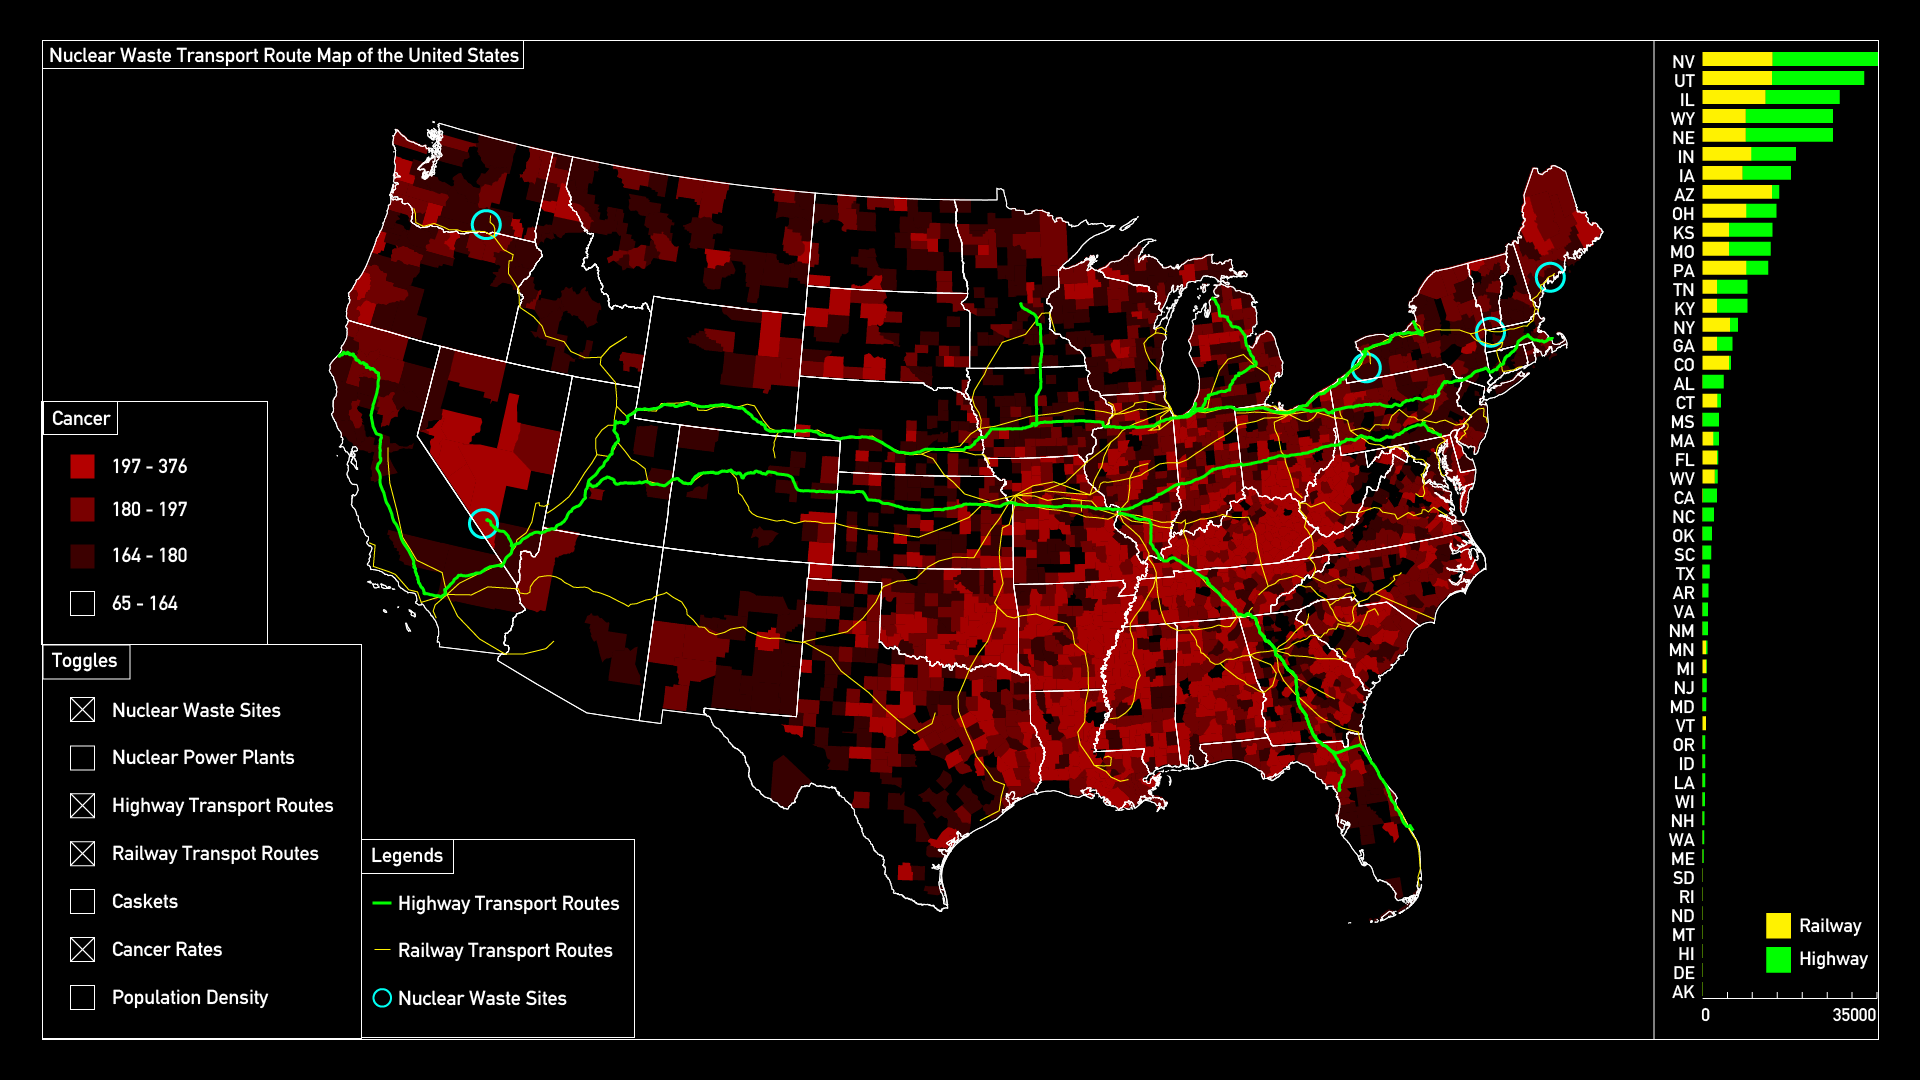 Nuclear Waste Transport Route Map of the United States
Cancer
197 - 376
180 - 197
164 - 180
65 - 164
Toggles
Nuclear Waste Sites
Nuclear Power Plants
Highway Transport Routes
Railway Transpot Routes
Caskets
Cancer Rates
Population Density
Legends
Highway Transport Routes
Railway Transport Routes
Nuclear Waste Sites
NV
UT
IL
WY
NE
IN
IA
AZ
OH
KS
MO
PA
TN
KY
NY
GA
CO
AL
CT
MS
MA
FL
WV
CA
NC
OK
SC
TX
AR
VA
NM
MN
MI
NJ
MD
VT
OR
ID
LA
WI
NH
WA
ME
SD
RI
ND
MT
HI
DE
AK
Railway
Highway
0 35000